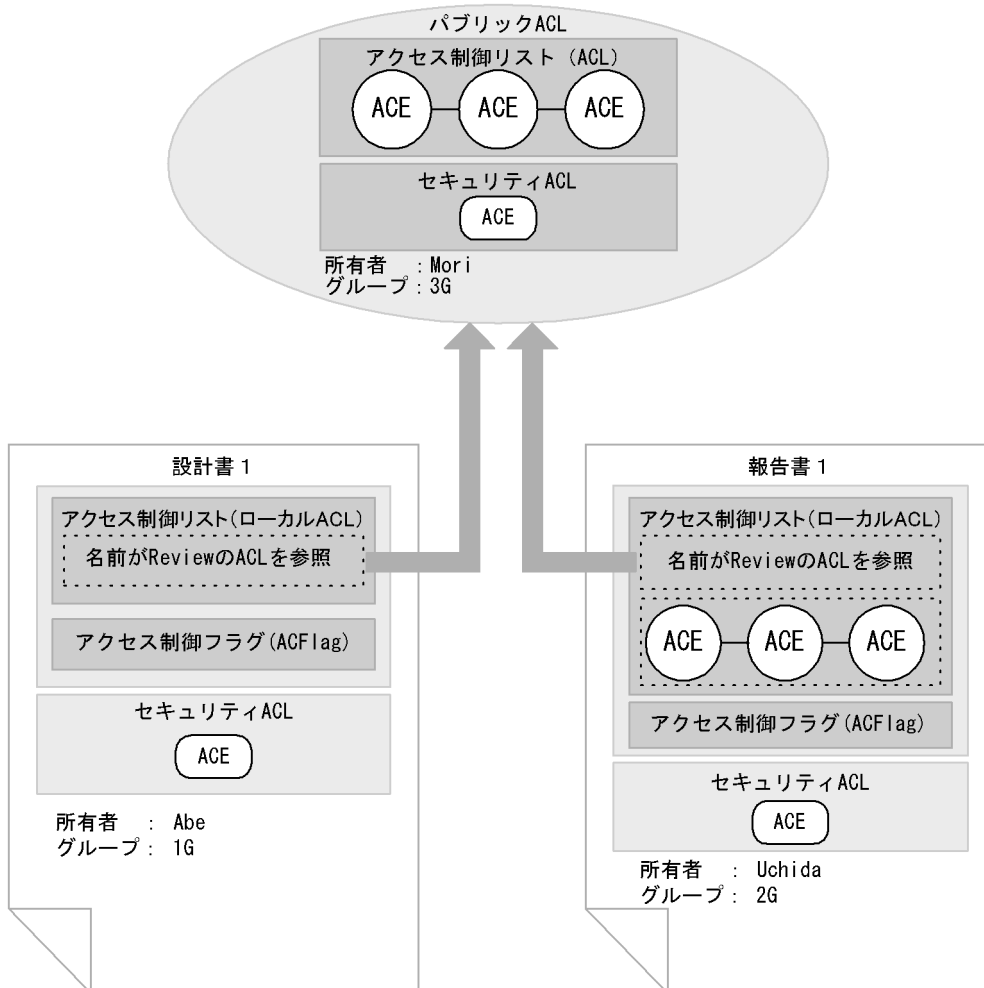 パブリックACL
アクセス制御リスト (ACL)
ACE ACE ACE
セキュリティACL
ACE
所有者 :Mori
グループ:3G
設計書1
アクセス制御リスト(ローカルACL)
名前がReviewのACLを参照
アクセス制御フラグ(ACFlag)
セキュリティACL
ACE
所有者 : Abe
グループ: 1G
報告書1
アクセス制御リスト(ローカルACL)
名前がReviewのACLを参照
ACE ACE ACE
アクセス制御フラグ(ACFlag)
セキュリティACL
ACE
所有者 : Uchida
グループ: 2G